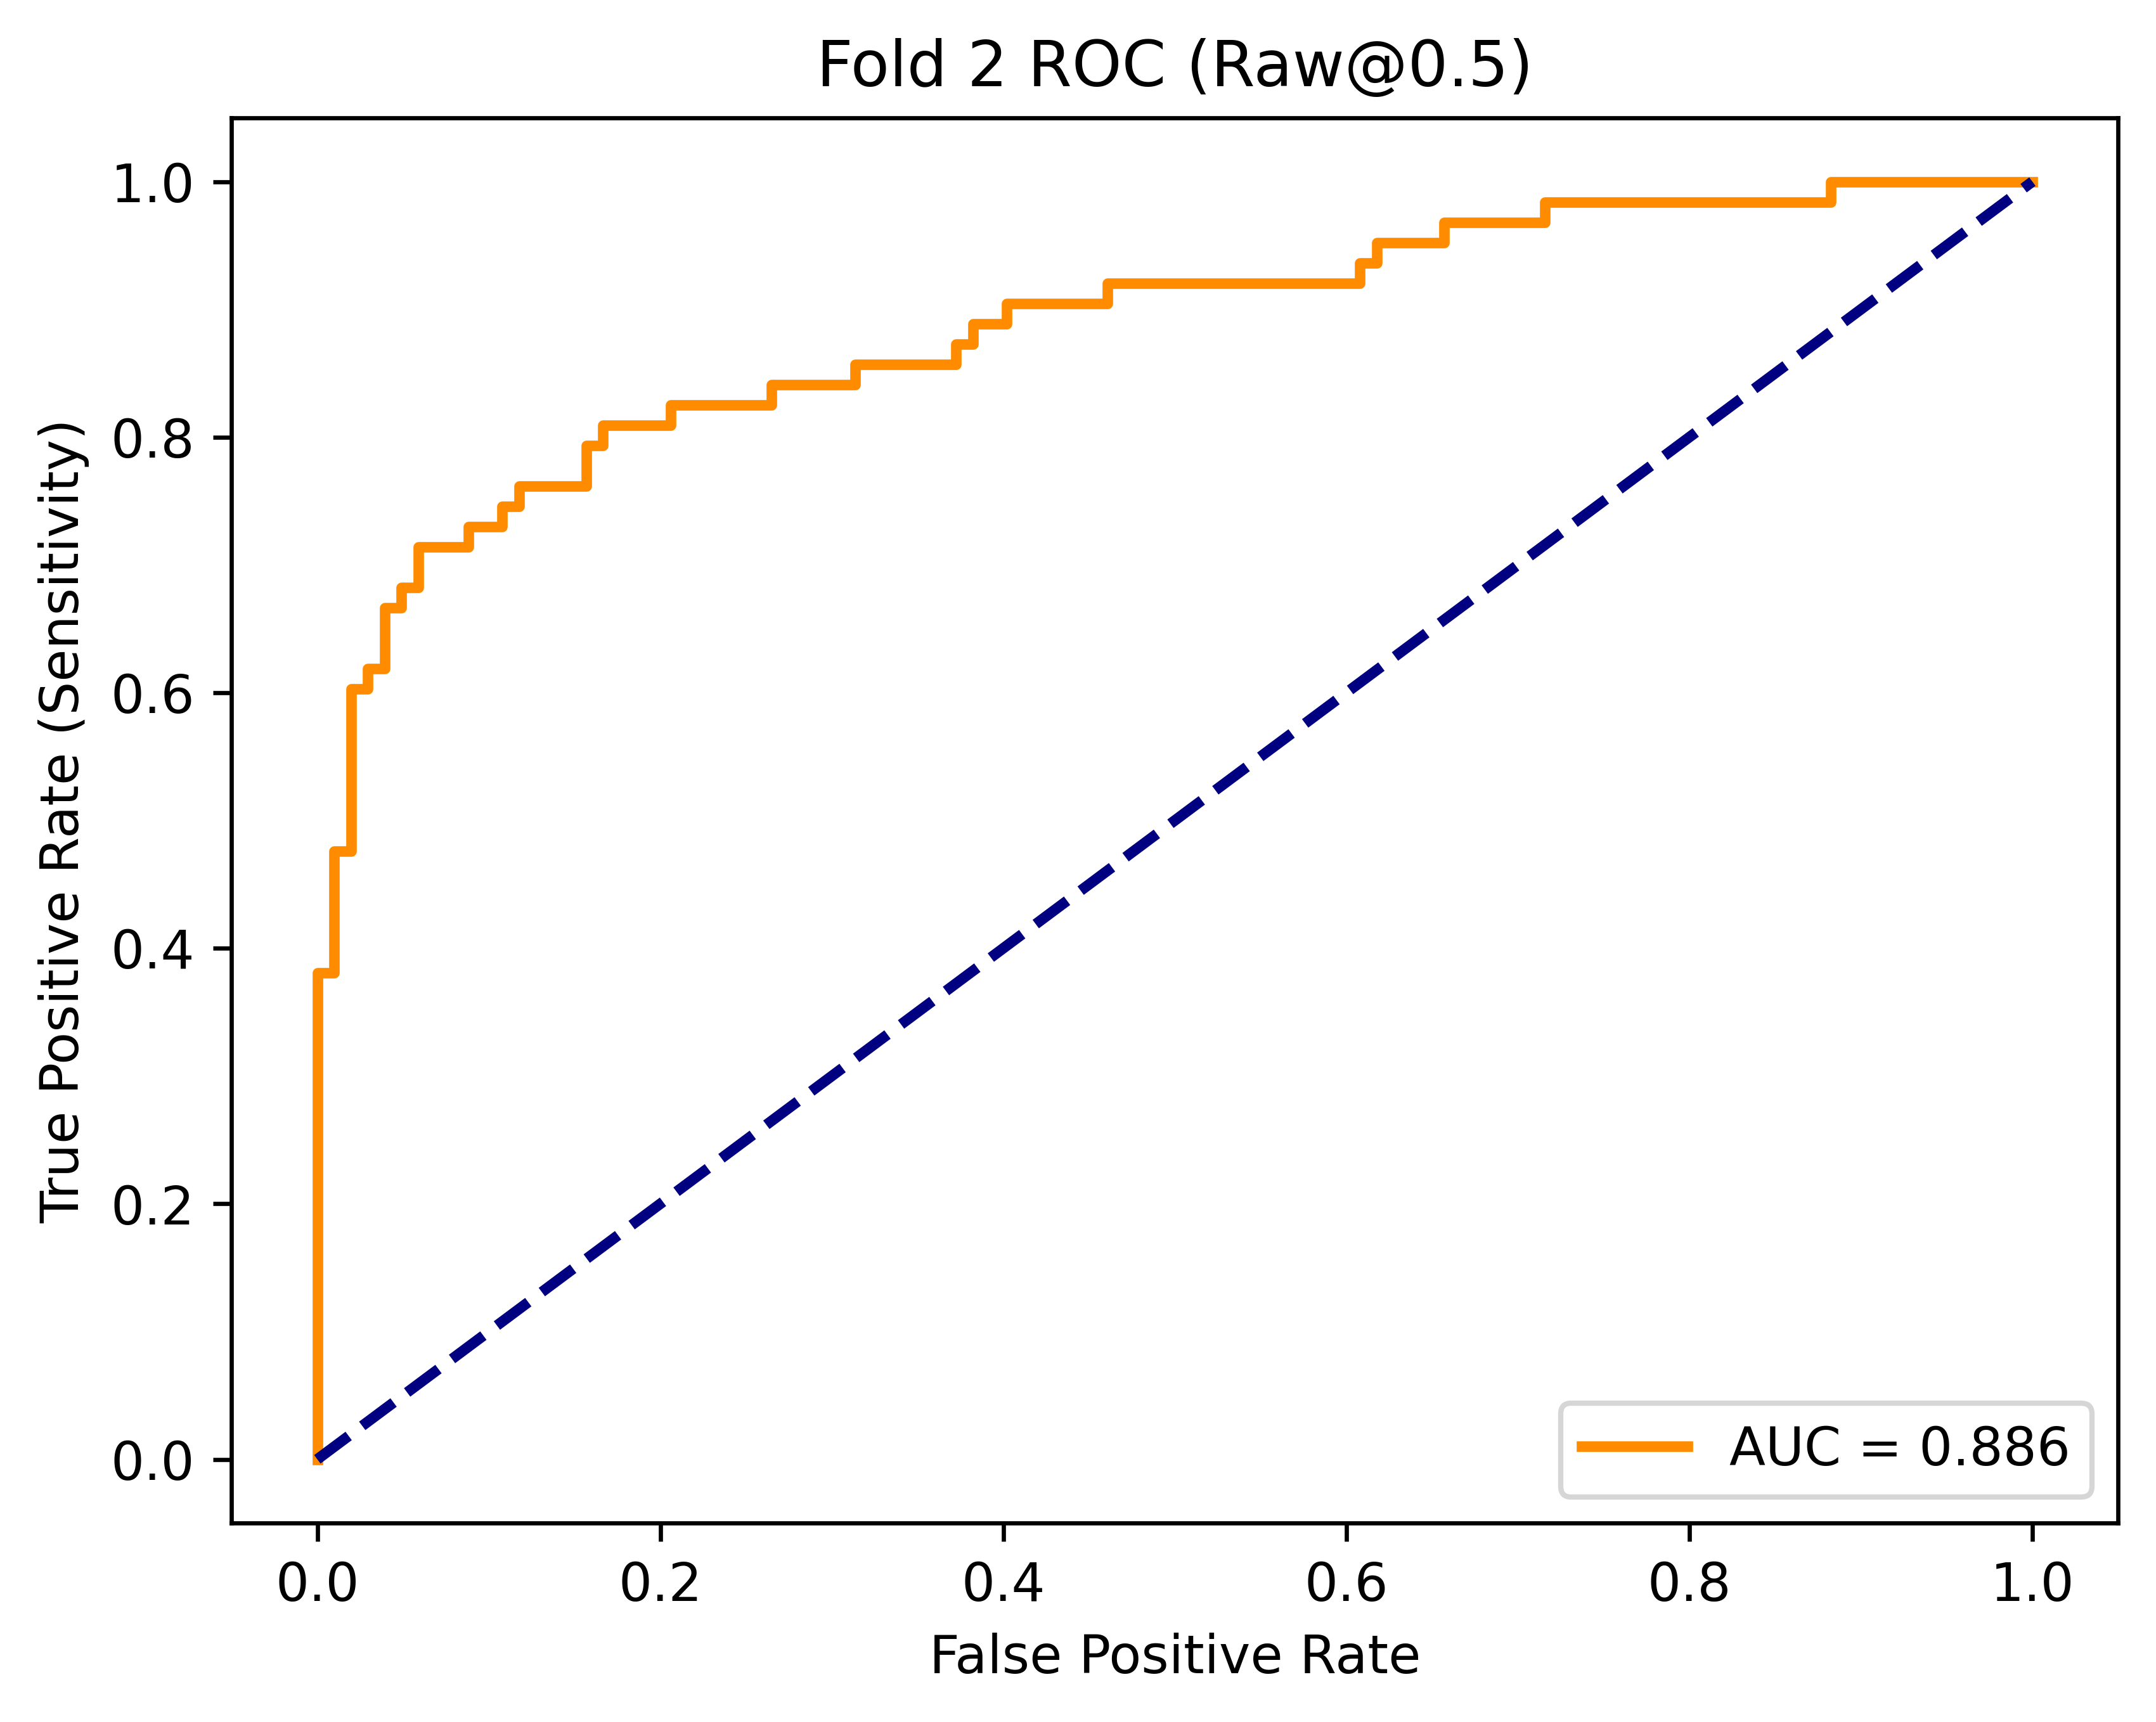 Fold 2 ROC (Raw@0.5)
True Positive Rate (Sensitivity)
1.0
0.8
0.6
0.4
0.2
0.0
AUC = 0.886
0.0 0.2 0.4 0.6 0.8 1.0
False Positive Rate